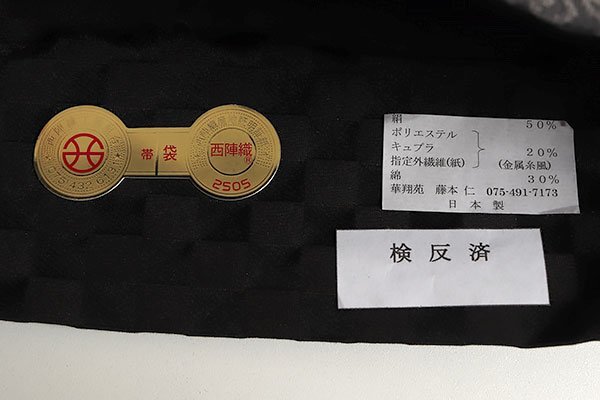 帯 袋
西陣織
2505
絹 50%
ポリエステル
キュプラ 20%
指定外繊維(紙) (金属糸風)
綿 30%
華翔苑 藤本 仁 075-491-7173
日本製
検反済